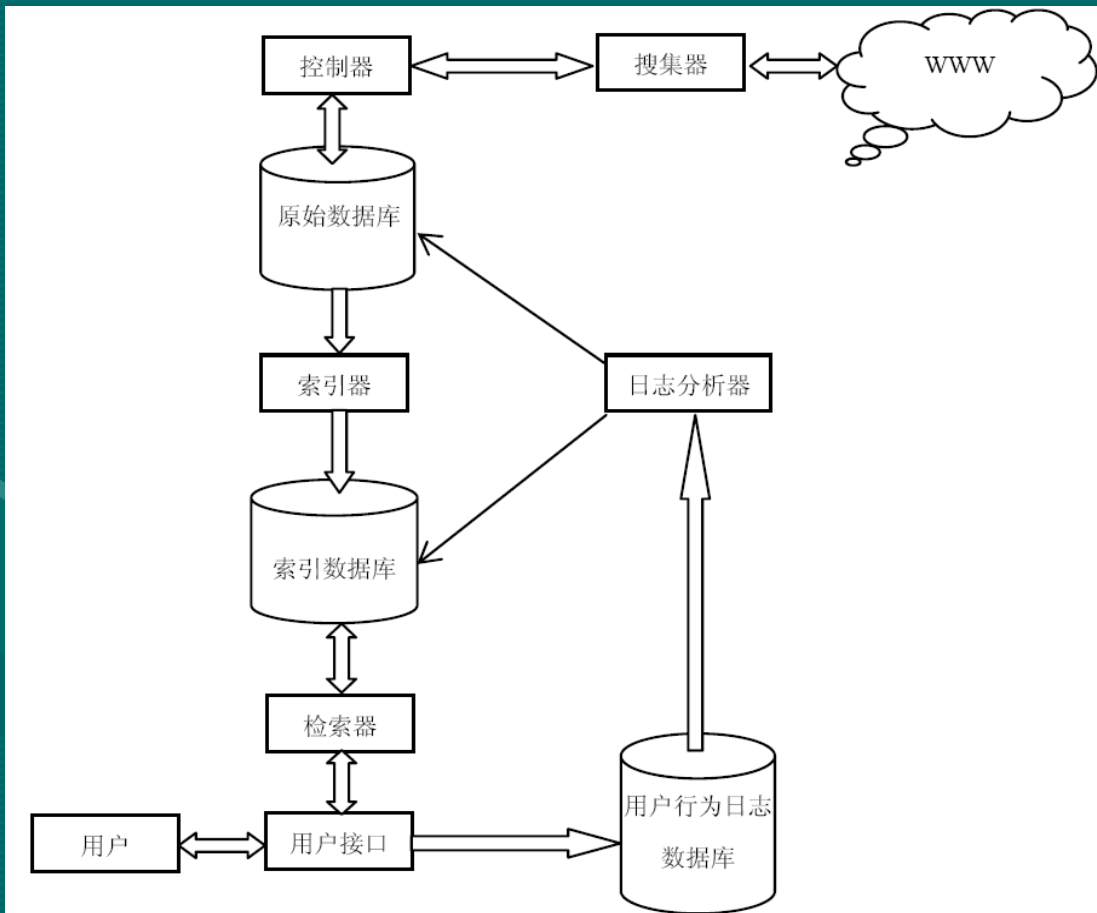 控制器
搜集器
WWW
原始数据库
索引器
日志分析器
索引数据库
检索器
用户行为日志
数据库
用户
用户接口